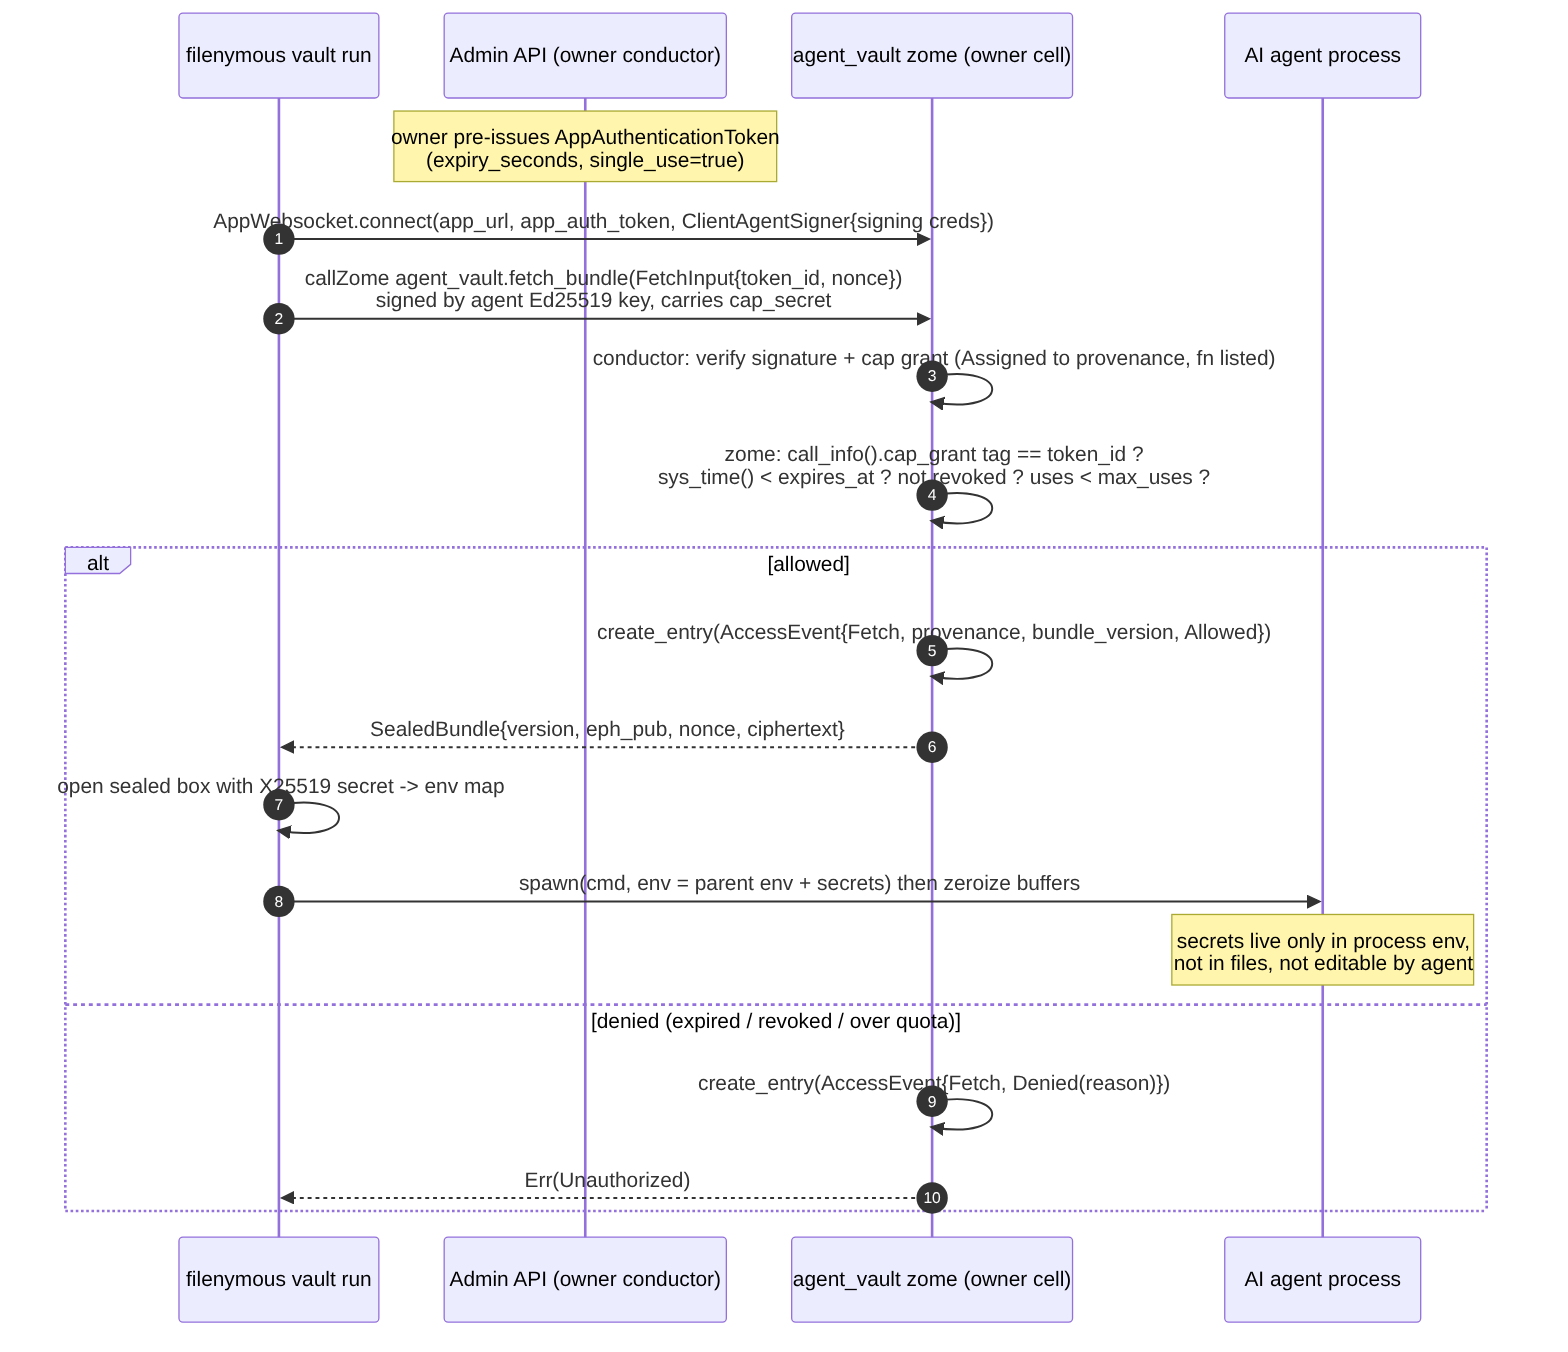 filenymous vault run
Admin API (owner conductor)
agent_vault zome (owner cell)
AI agent process
owner pre-issues AppAuthenticationToken
(expiry_seconds, single_use=true)
AppWebsocket.connect(app_url, app_auth_token, ClientAgentSigner{signing creds})
1
callZome agent_vault.fetch_bundle(FetchInput{token_id, nonce})
signed by agent Ed25519 key, carries cap_secret
2
conductor: verify signature + cap grant (Assigned to provenance, fn listed)
3
zome: call_info().cap_grant tag == token_id ?
sys_time() < expires_at ? not revoked ? uses < max_uses ?
4
alt
[allowed]
create_entry(AccessEvent{Fetch, provenance, bundle_version, Allowed})
5
SealedBundle{version, eph_pub, nonce, ciphertext}
6
open sealed box with X25519 secret -> env map
7
spawn(cmd, env = parent env + secrets) then zeroize buffers
8
secrets live only in process env,
not in files, not editable by agent
[denied (expired / revoked / over quota)]
create_entry(AccessEvent{Fetch, Denied(reason)})
9
Err(Unauthorized)
10
filenymous vault run
Admin API (owner conductor)
agent_vault zome (owner cell)
AI agent process